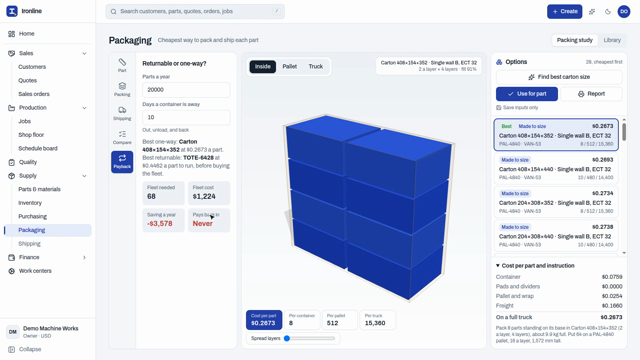 Ironline
Search customers, parts, quotes, orders, jobs
/
+ Create
DO
Home
Sales
Customers
Quotes
Sales orders
Production
Jobs
Shop floor
Schedule board
Quality
Supply
Parts & materials
Inventory
Purchasing
Packaging
Shipping
Finance
Work centers
DM
Demo Machine Works
Owner · USD
Collapse
Packaging
Cheapest way to pack and ship each part
Packing study
Library
Part
Packing
Shipping
Compare
Payback
Returnable or one-way?
Parts a year
20000
Days a container is away
10
Out, unload, and back
Best one-way: Carton
408×154×352 at $0.2673 a part.
Best returnable: TOTE-6428 at
$0.4462 a part to run, before buying
the fleet.
Fleet needed
68
Fleet cost
$1,224
Saving a year
-$3,578
Pays back in
Never
Inside
Pallet
Truck
Carton 408×154×352 · Single wall B, ECT 32
2 a layer × 4 layers · fill 91%
Cost per part
$0.2673
Per container
8
Per pallet
512
Per truck
15,360
Spread layers
Options
28, cheapest first
Find best carton size
Use for part
Report
Save inputs only
Best
Made to size
$0.2673
Carton 408×154×352 · Single wall B, ECT 32
PAL-4840 · VAN-53
8 / 512 / 15,360
Made to size
$0.2693
Carton 408×154×440 · Single wall B, ECT 32
PAL-4840 · VAN-53
10 / 480 / 14,400
Made to size
$0.2734
Carton 204×308×352 · Single wall B, ECT 32
PAL-4840 · VAN-53
8 / 512 / 15,360
Made to size
$0.2738
Carton 204×308×440 · Single wall B, ECT 32
PAL-4840 · VAN-53
10 / 480 / 14,400
Cost per part and instruction
Container
$0.0759
Pads and dividers
$0.0000
Pallet and wrap
$0.0254
Freight
$0.1660
On a full truck
$0.2673
Pack 8 parts standing on its base in Carton 408×154×352 (2
a layer, 4 layers), about 9.9 kg full. Put 64 on a PAL-4840
pallet, 16 a layer, 1,572 mm tall.